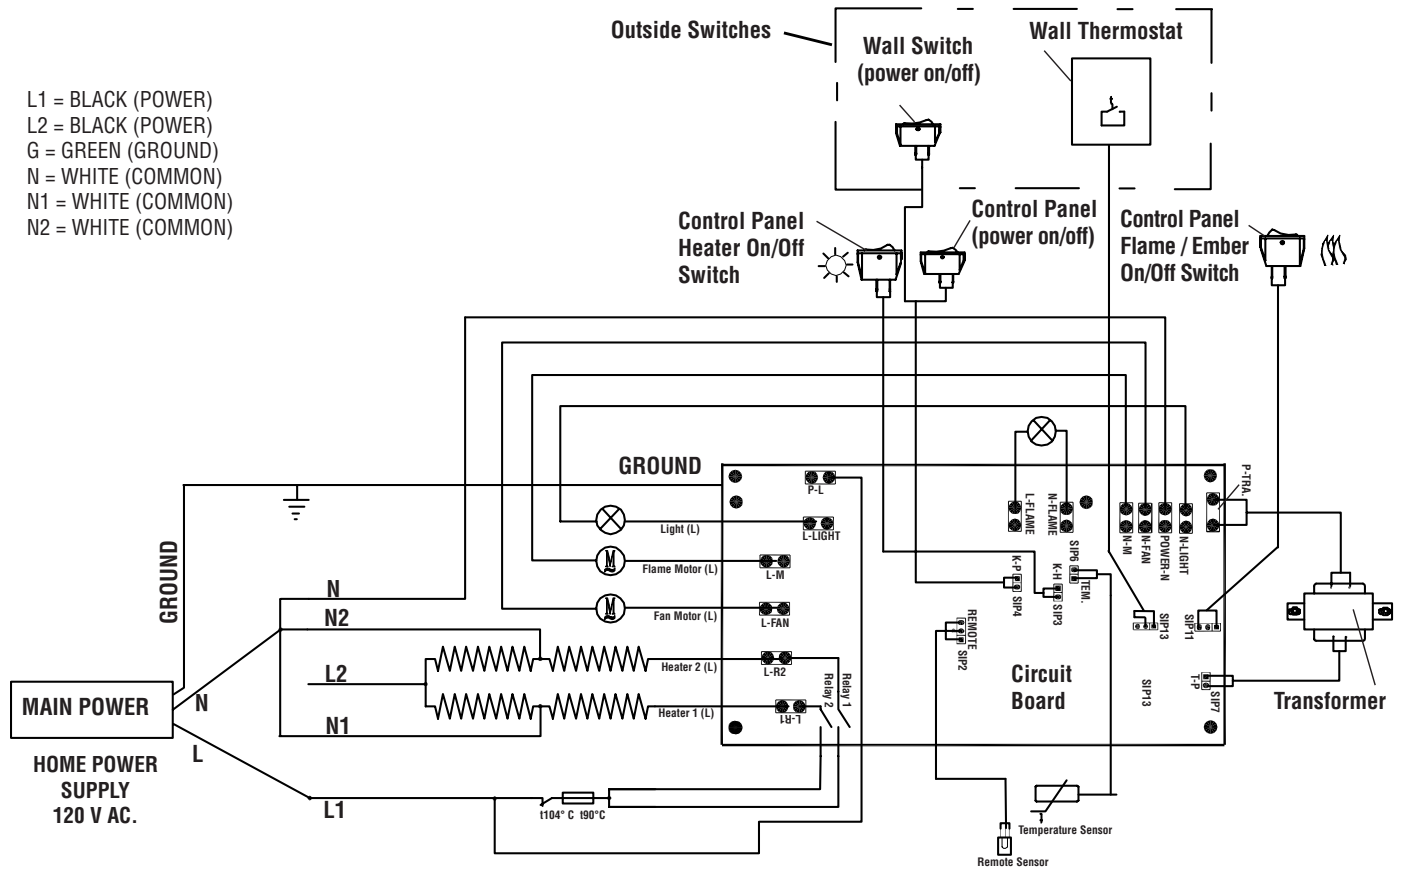 Outside Switches
Wall Switch
(power on/off)
Wall Thermostat
L1 = BLACK (POWER)
L2 = BLACK (POWER)
G = GREEN (GROUND)
N = WHITE (COMMON)
N1 = WHITE (COMMON)
N2 = WHITE (COMMON)
Control Panel
Heater On/Off
Switch
Control Panel
(power on/off)
Control Panel
Flame / Ember
On/Off Switch
GROUND
P-L
L-FLAME
N-FLAME
P-TRA.
Light (L)
L-LIGHT
N-M
N-FAN
POWER-N
N-LIGHT
GROUND
M
Flame Motor (L)
L-M
K-P
SIP4
K-H
SIP3
SIP6
TEM.
N
N2
M
Fan Motor (L)
L-FAN
REMOTE
SIP2
SIP13
SIP11
L2
Heater 2 (L)
L-R2
Relay 1
Relay 2
Circuit
Board
SIP13
T-P
SIP7
Transformer
MAIN POWER
N
N1
Heater 1 (L)
L-R1
L
HOME POWER
SUPPLY
120 V AC.
L1
t104° C t90°C
Temperature Sensor
Remote Sensor